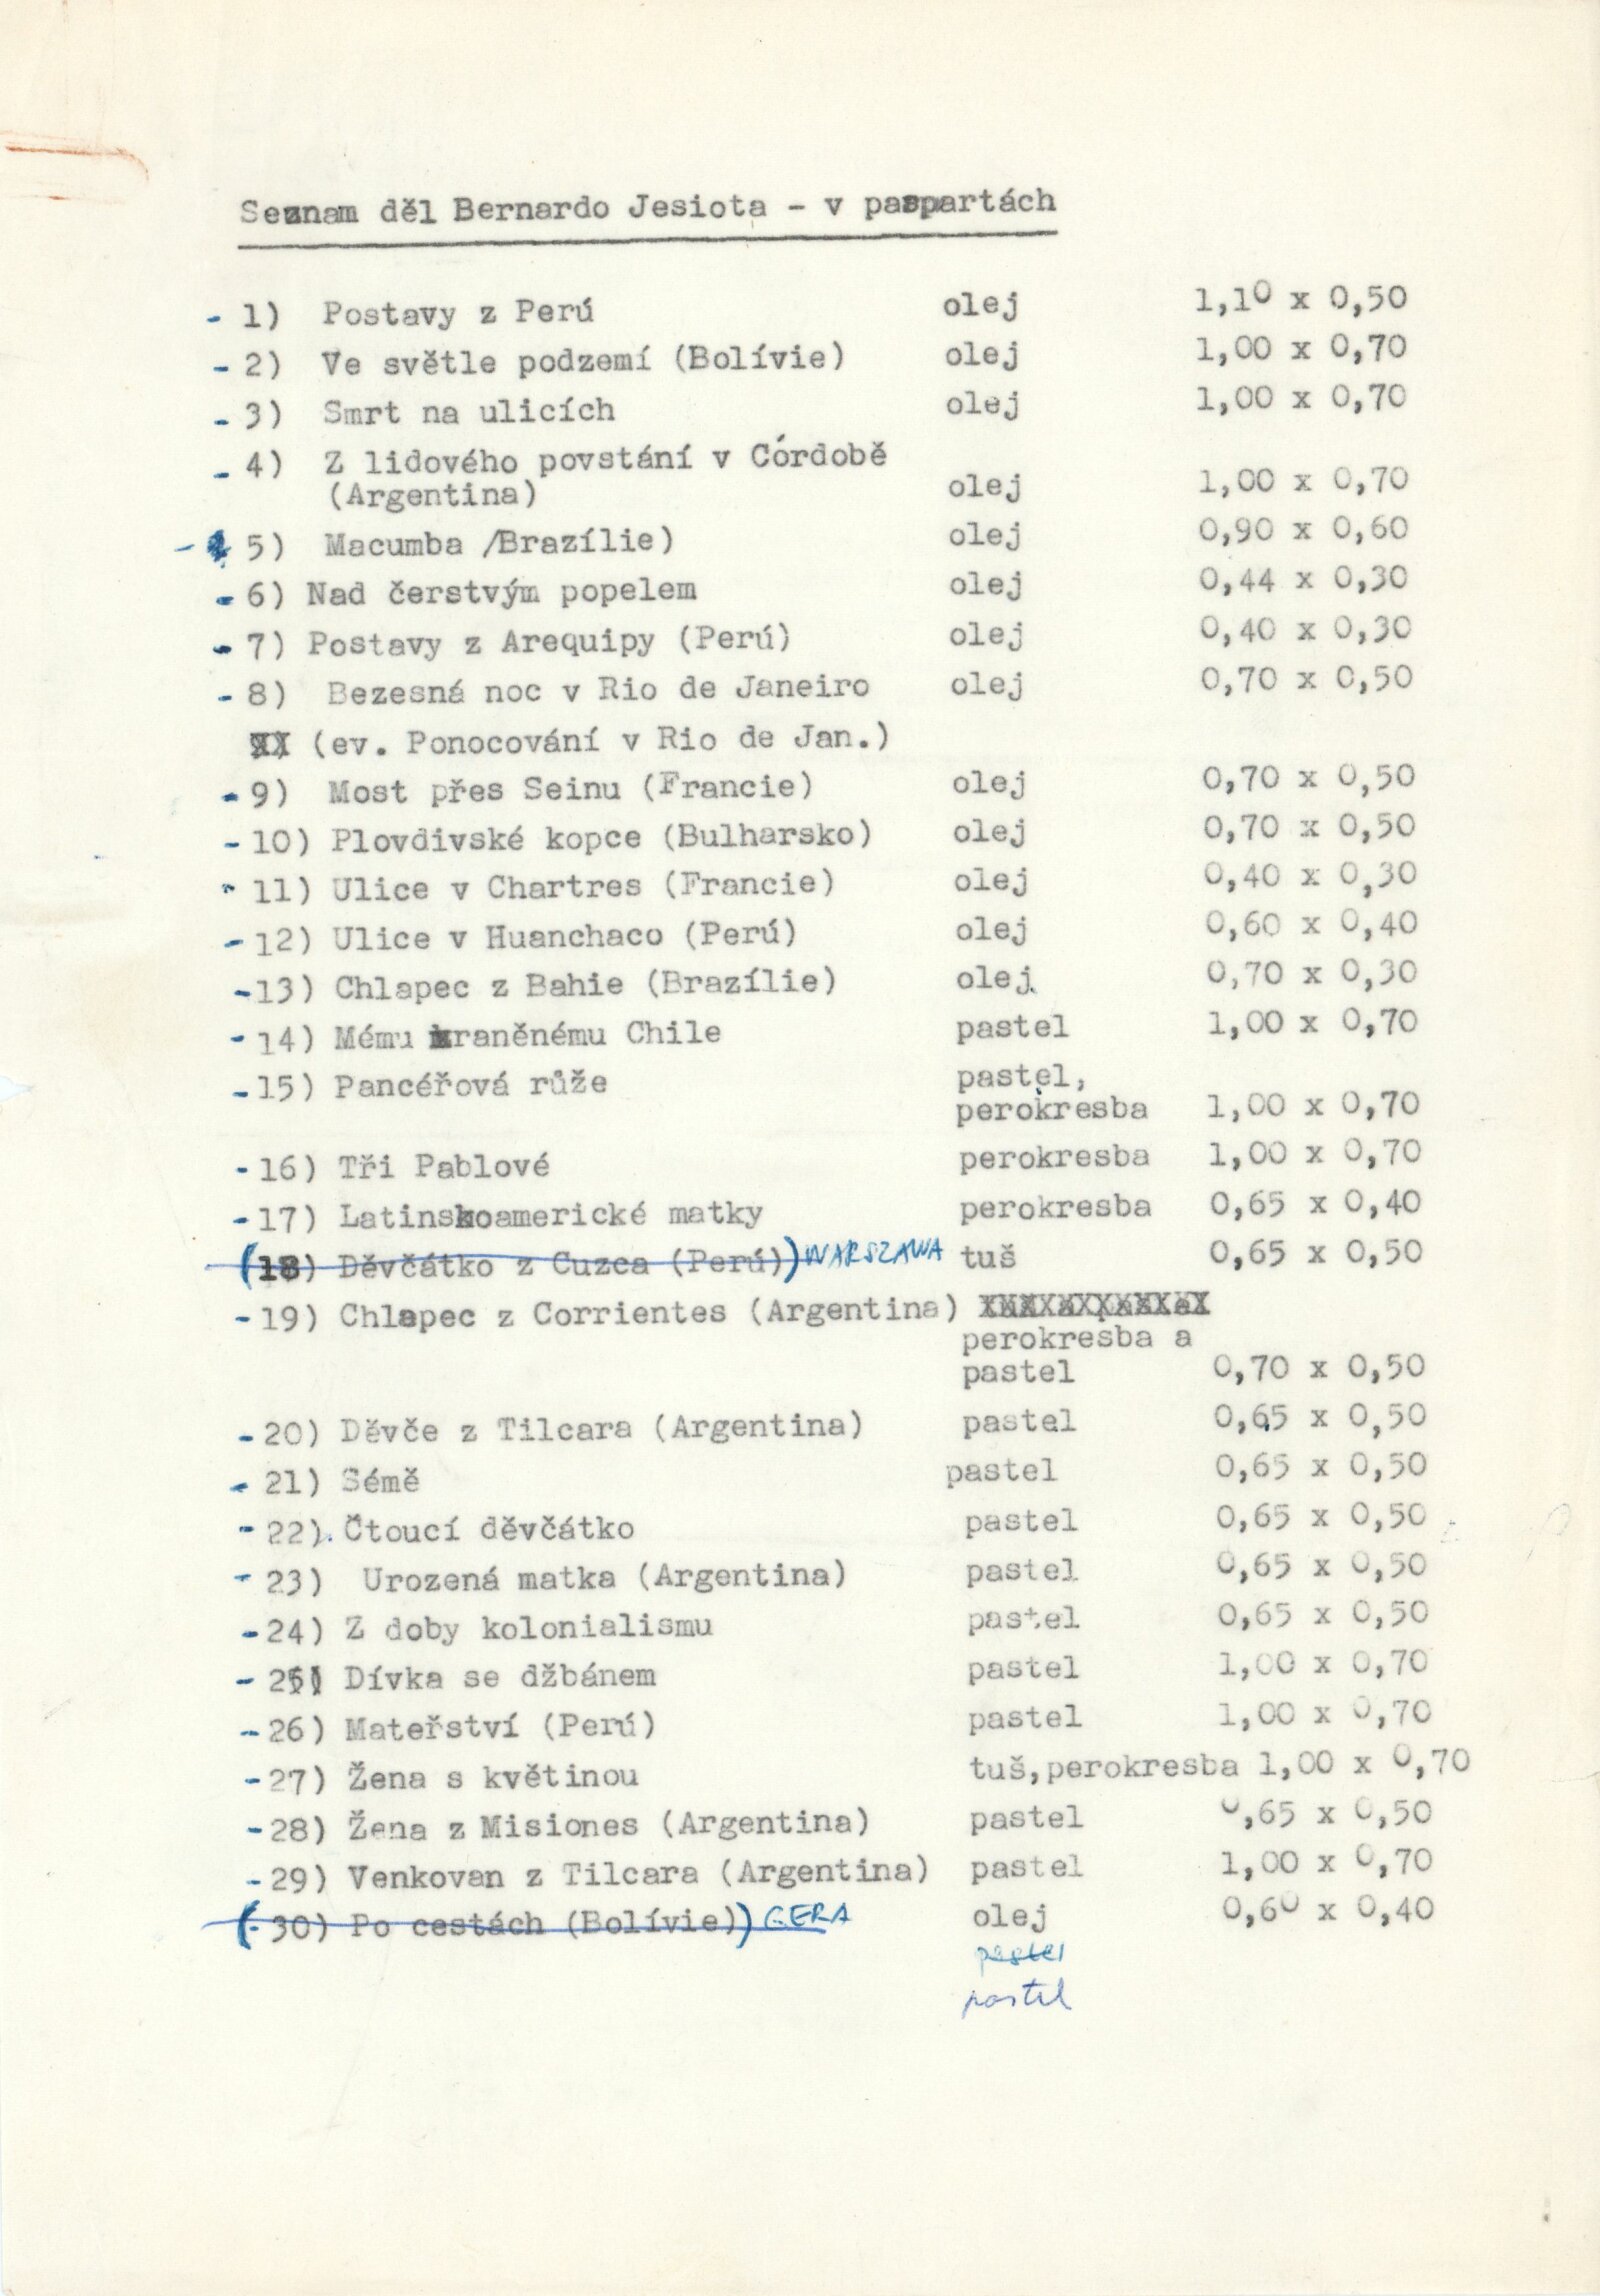 Seznam děl Bernardo Jesiota - v paspartách
- 1) Postavy z Perú olej 1,10 x 0,50
- 2) Ve světle podzemí (Bolívie) olej 1,00 x 0,70
- 3) Smrt na ulicích olej 1,00 x 0,70
- 4) Z lidového povstání v Córdobě
(Argentina) olej 1,00 x 0,70
- 5) Macumba /Brazílie) olej 0,90 x 0,60
- 6) Nad čerstvým popelem olej 0,44 x 0,30
- 7) Postavy z Arequipy (Perú) olej 0,40 x 0,30
- 8) Bezesná noc v Rio de Janeiro olej 0,70 x 0,50
(ev. Ponocování v Rio de Jan.)
- 9) Most přes Seinu (Francie) olej 0,70 x 0,50
- 10) Plovdivské kopce (Bulharsko) olej 0,70 x 0,50
- 11) Ulice v Chartres (Francie) olej 0,40 x 0,30
- 12) Ulice v Huanchaco (Perú) olej 0,60 x 0,40
- 13) Chlapec z Bahie (Brazílie) olej 0,70 x 0,30
- 14) Mému zraněnému Chile pastel 1,00 x 0,70
- 15) Pancéřová růže pastel,
perokresba 1,00 x 0,70
- 16) Tři Pablové perokresba 1,00 x 0,70
- 17) Latinskoamerické matky perokresba 0,65 x 0,40
(18) Děvčátko z Cuzca (Perú)) WARSZAWA tuš 0,65 x 0,50
- 19) Chlapec z Corrientes (Argentina)
perokresba a
pastel 0,70 x 0,50
- 20) Děvče z Tilcara (Argentina) pastel 0,65 x 0,50
- 21) Sémě pastel 0,65 x 0,50
- 22) Čtoucí děvčátko pastel 0,65 x 0,50
- 23) Urozená matka (Argentina) pastel 0,65 x 0,50
- 24) Z doby kolonialismu pastel 0,65 x 0,50
- 25) Dívka se džbánem pastel 1,00 x 0,70
- 26) Mateřství (Perú) pastel 1,00 x 0,70
- 27) Žena s květinou tuš,perokresba 1,00 x 0,70
- 28) Žena z Misiones (Argentina) pastel 0,65 x 0,50
- 29) Venkovan z Tilcara (Argentina) pastel 1,00 x 0,70
(- 30) Po cestách (Bolívie)) GERA olej 0,60 x 0,40
pastel
pastel